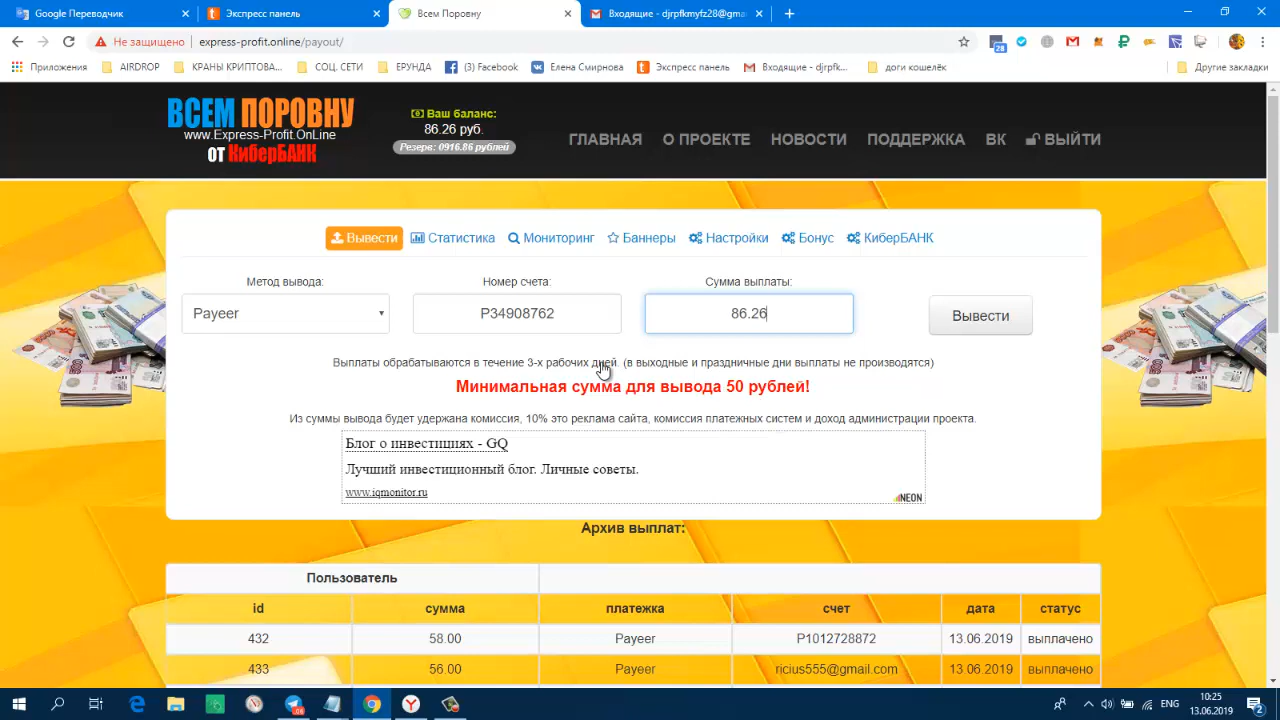 Google Переводчик
Экспресс панель
Всем Поровну
Входящие - djrpfkmyfz28@gma
Не защищено
express-profit.online/payout/
28
Приложения
AIRDROP
КРАНЫ КРИПТОВА...
СОЦ. СЕТИ
ЕРУНДА
(3) Facebook
Елена Смирнова
Экспресс панель
Входящие - djrpfk...
доги кошелёк
Другие закладки
ВСЕМ ПОРОВНУ
www.Express-Profit.OnLine
от КиберБАНК
Ваш баланс:
86.26 руб.
Резерв: 0916.86 рублей
ГЛАВНАЯ
О ПРОЕКТЕ
НОВОСТИ
ПОДДЕРЖКА
ВК
ВЫЙТИ
Вывести
Статистика
Мониторинг
Баннеры
Настройки
Бонус
КиберБАНК
Метод вывода:
Номер счета:
Сумма выплаты:
Payeer
P34908762
86.26
Вывести
Выплаты обрабатываются в течение 3-х рабочих дней. (в выходные и праздничные дни выплаты не производятся)
Минимальная сумма для вывода 50 рублей!
Из суммы вывода будет удержана комиссия, 10% это реклама сайта, комиссия платежных систем и доход администрации проекта.
Блог о инвестициях - GQ
Лучший инвестиционный блог. Личные советы.
www.iqmonitor.ru
NEON
Архив выплат:
Пользователь
id сумма платежка счет дата статус
432 58.00 Payeer P1012728872 13.06.2019 выплачено
433 56.00 Payeer ricius555@gmail.com 13.06.2019 выплачено
ENG
10:25
13.06.2019
2